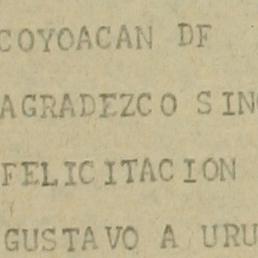 COYOACAN DF
AGRADEZCO SIN
FELICITACION
GUSTAVO A URU